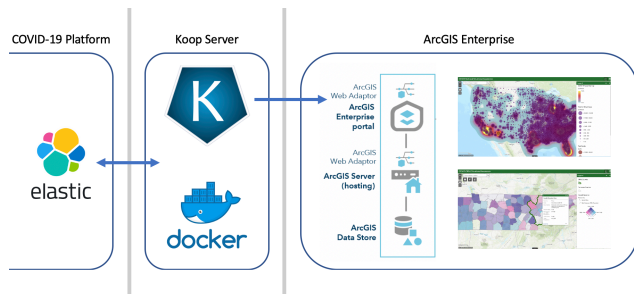 COVID-19 Platform
Koop Server
ArcGIS Enterprise
elastic
K
docker
ArcGIS
Web Adaptor
ArcGIS
Enterprise
portal
ArcGIS
Web Adaptor
ArcGIS Server
(hosting)
ArcGIS
Data Store